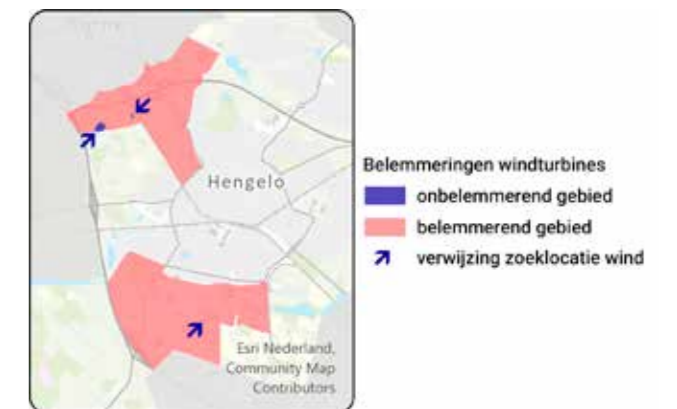 Hengelo
Esri Nederland,
Community Map
Contributors
Belemmeringen windturbines
onbelemmerend gebied
belemmerend gebied
verwijzing zoeklocatie wind